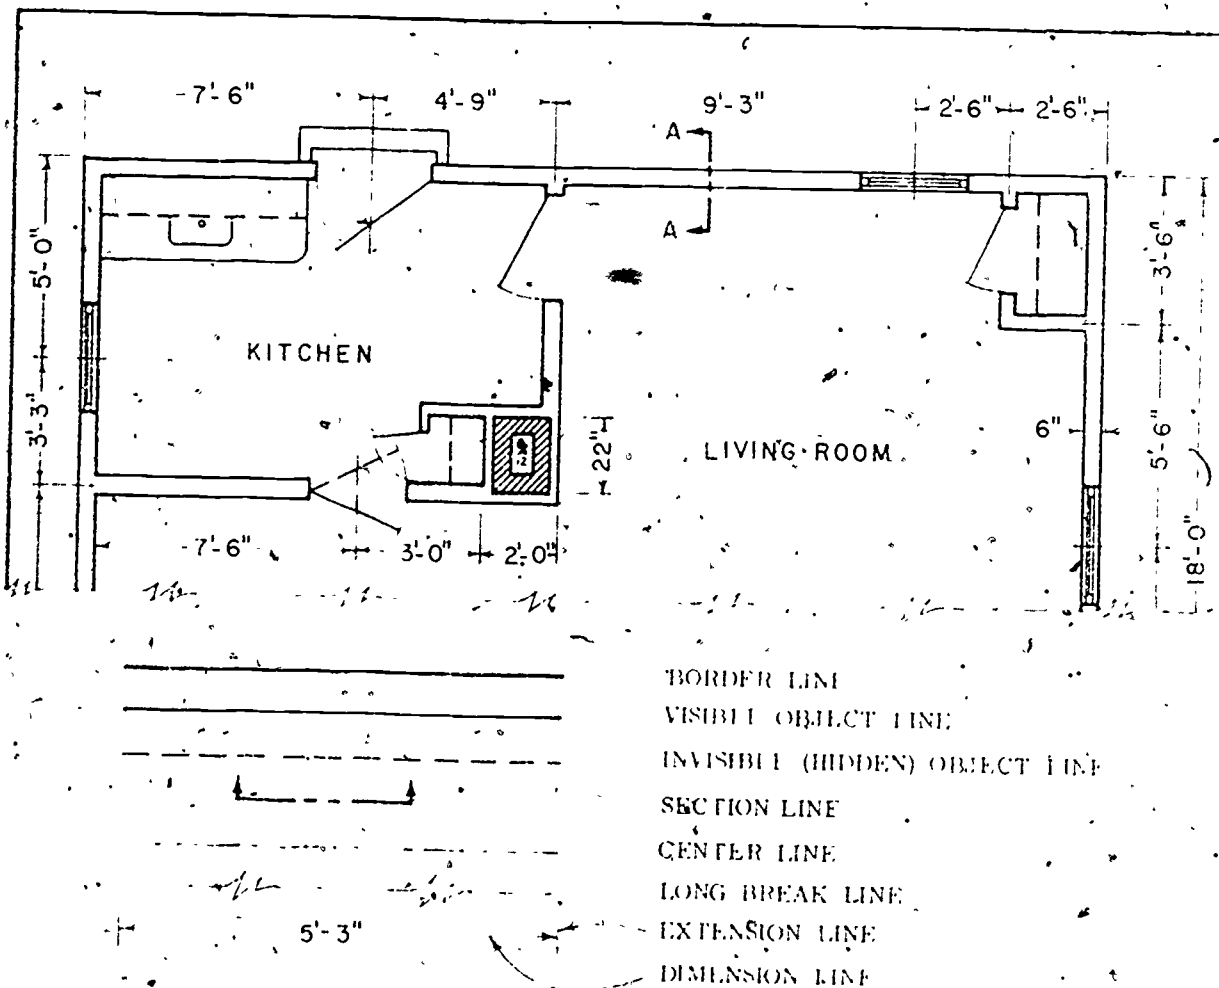 7'-6" 4'-9" 9'-3" 2'-6" 2'-6"
A
A
5'-0"
3'-6"
KITCHEN
3'-3"
22"
LIVING ROOM
6"
5'-6"
18'-0"
7'-6" 3'-0" 2'-0"
BORDER LINE
VISIBLE OBJECT LINE
INVISIBLE (HIDDEN) OBJECT LINE
SECTION LINE
CENTER LINE
LONG BREAK LINE
5'-3"
EXTENSION LINE
DIMENSION LINE